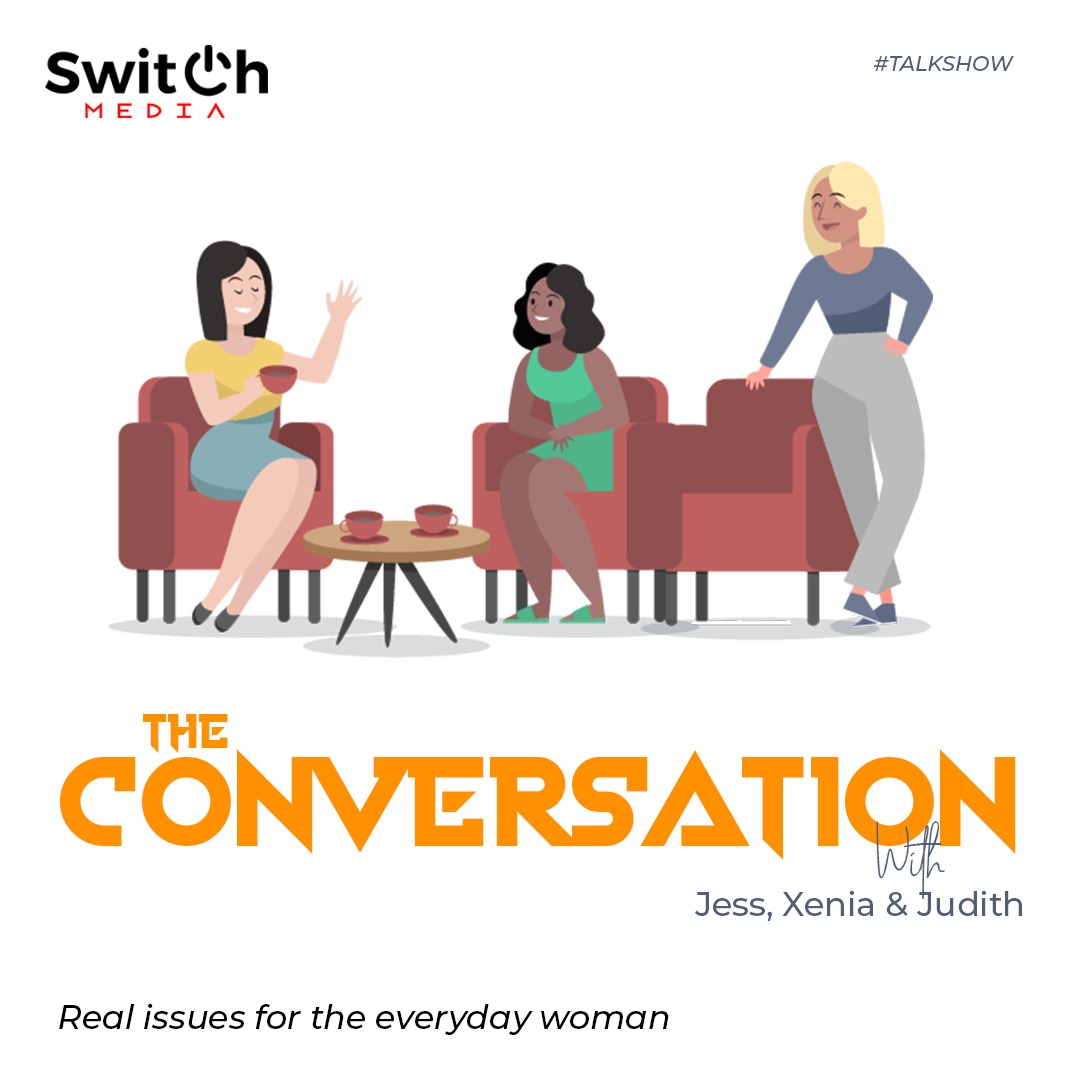 Switch
MEDIA
#TALKSHOW
THE
CONVERSATION
With
Jess, Xenia & Judith
Real issues for the everyday woman